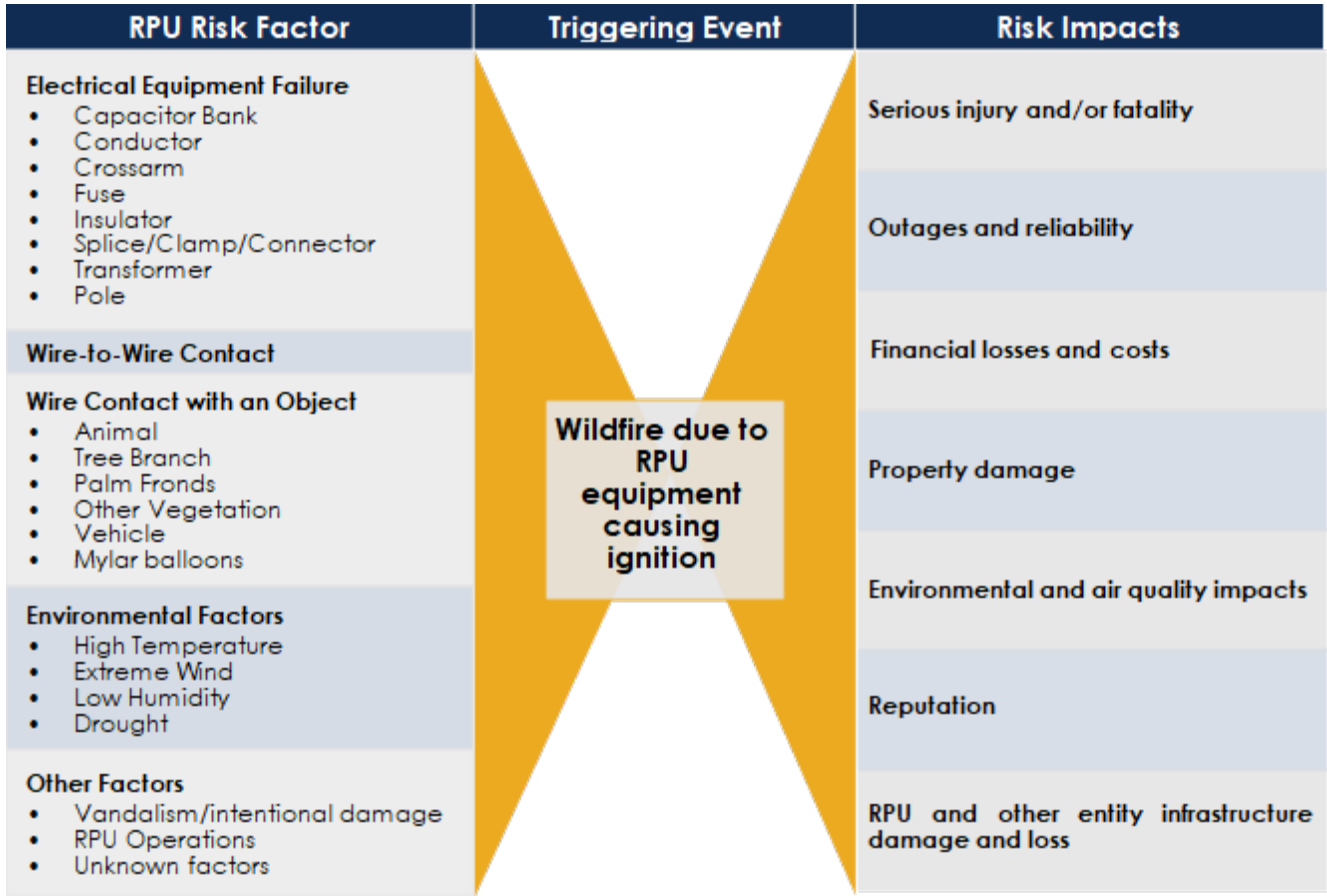 RPU Risk Factor
Triggering Event
Risk Impacts
Electrical Equipment Failure
• Capacitor Bank
• Conductor
• Crossarm
• Fuse
• Insulator
• Splice/Clamp/Connector
• Transformer
• Pole
Wire-to-Wire Contact
Wire Contact with an Object
• Animal
• Tree Branch
• Palm Fronds
• Other Vegetation
• Vehicle
• Mylar balloons
Environmental Factors
• High Temperature
• Extreme Wind
• Low Humidity
• Drought
Other Factors
• Vandalism/intentional damage
• RPU Operations
• Unknown factors
Wildfire due to
RPU
equipment
causing
ignition
Serious injury and/or fatality
Outages and reliability
Financial losses and costs
Property damage
Environmental and air quality impacts
Reputation
RPU and other entity infrastructure
damage and loss